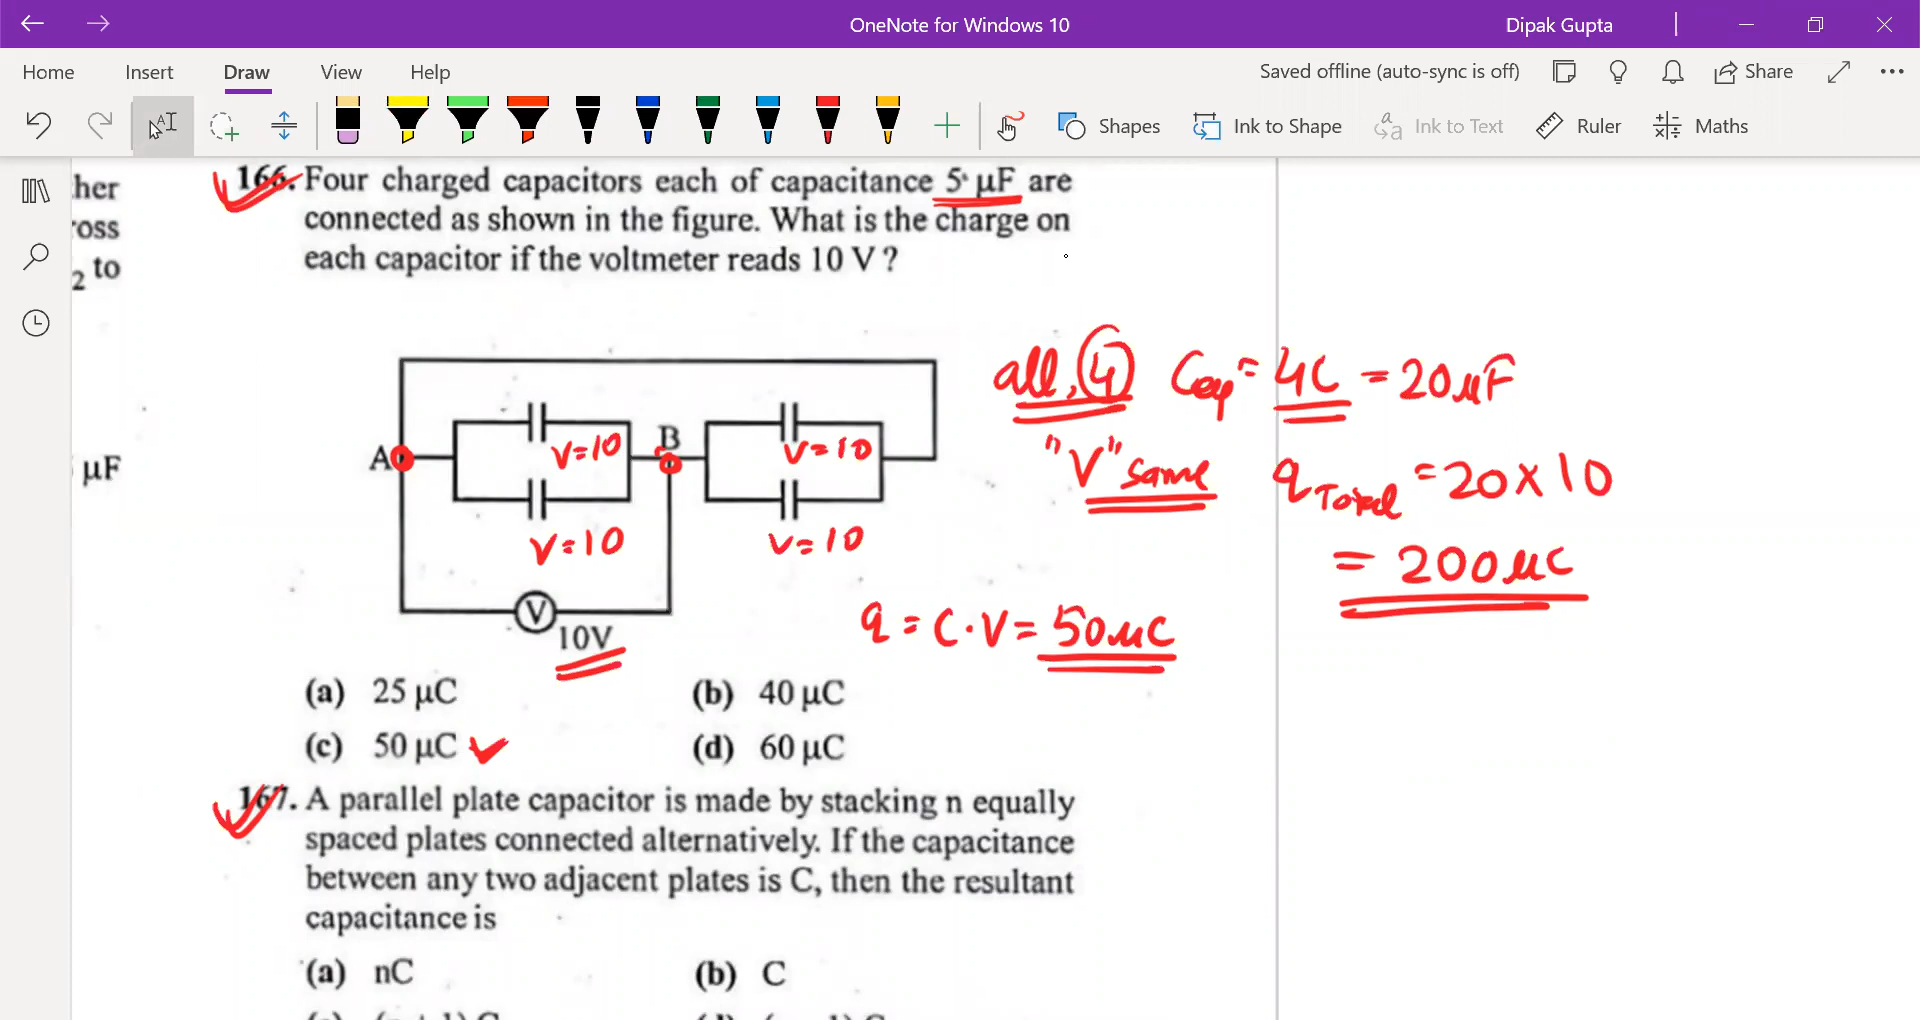 OneNote for Windows 10
Dipak Gupta
Home Insert Draw View Help
Saved offline (auto-sync is off)
Share
Shapes
Ink to Shape
Ink to Text
Ruler
Maths
her
ross
2 to
μF
166. Four charged capacitors each of capacitance 5 μF are
connected as shown in the figure. What is the charge on
each capacitor if the voltmeter reads 10 V ?
A
B
V=10
V=10
V=10
V=10
V
10V
all, 4
"V" same
Ceq = 4C = 20μF
qTotal = 20×10
= 200μC
q = C·V = 50μC
(a) 25 μC
(b) 40 μC
(c) 50 μC
(d) 60 μC
167. A parallel plate capacitor is made by stacking n equally
spaced plates connected alternatively. If the capacitance
between any two adjacent plates is C, then the resultant
capacitance is
(a) nC
(b) C